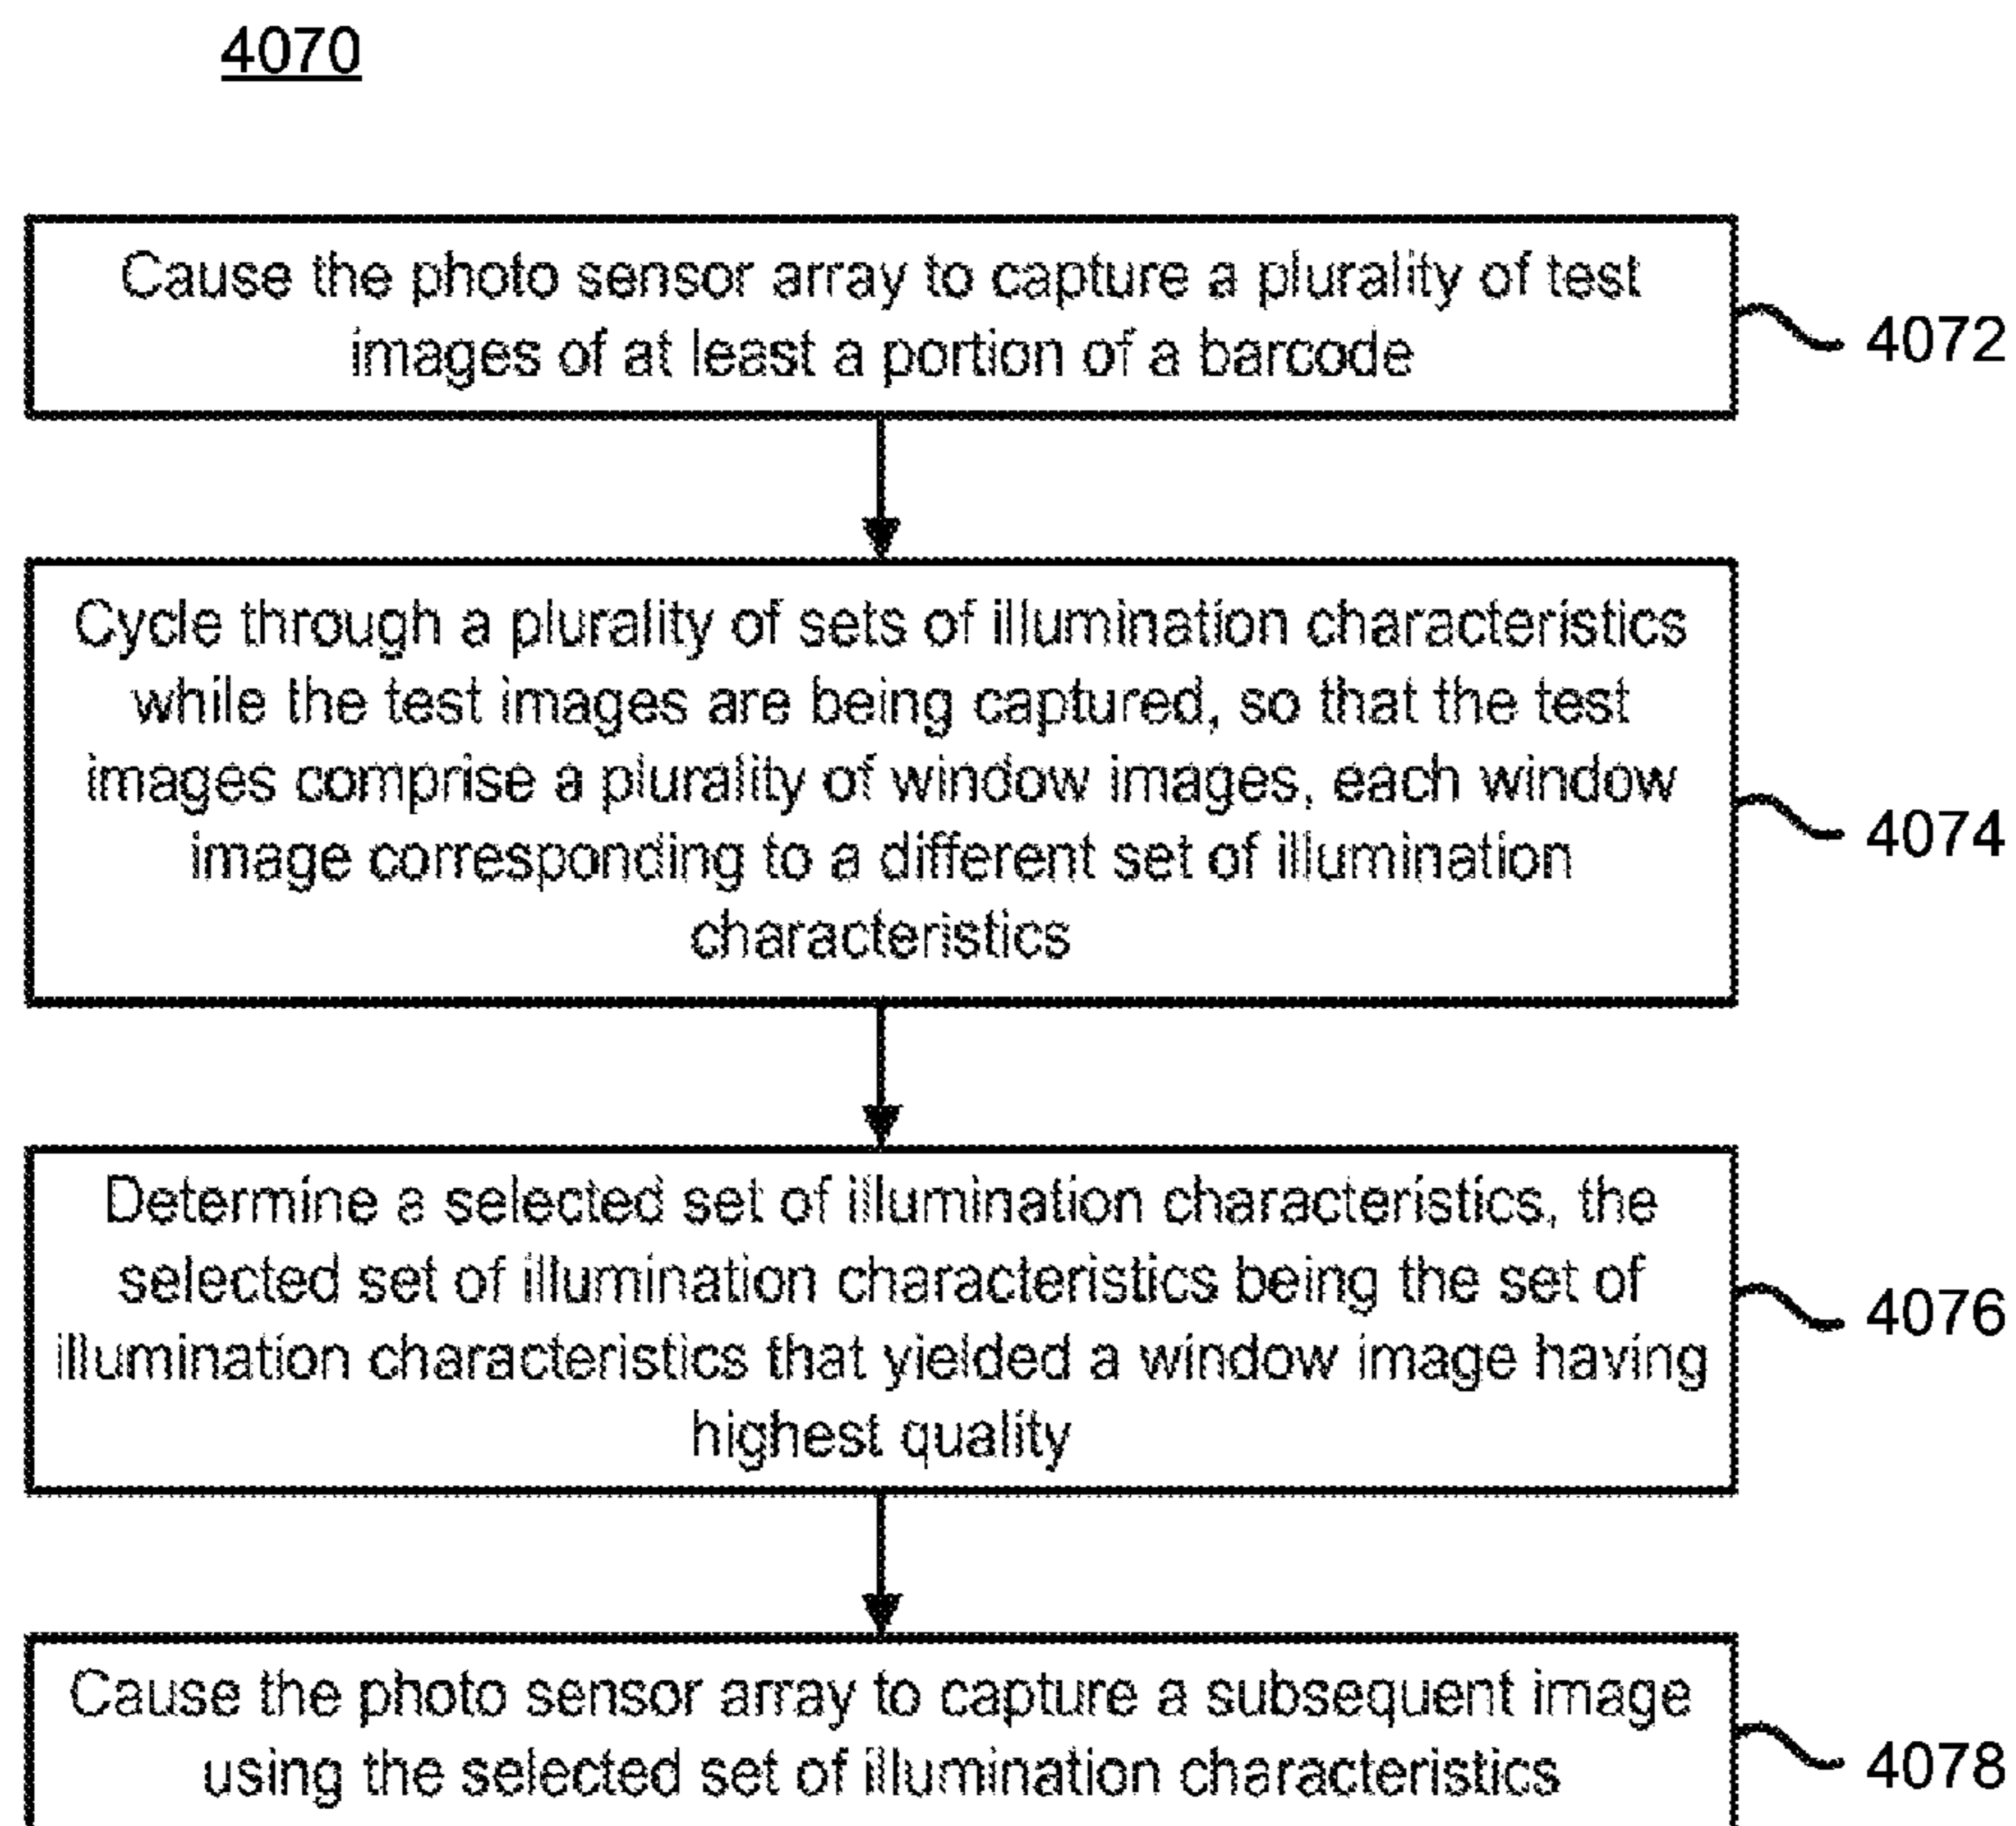 4070
Cause the photo sensor array to capture a plurality of test
images of at least a portion of a barcode
4072
Cycle through a plurality of sets of illumination characteristics
while the test images are being captured, so that the test
images comprise a plurality of window images, each window
image corresponding to a different set of illumination
characteristics
4074
Determine a selected set of illumination characteristics, the
selected set of illumination characteristics being the set of
illumination characteristics that yielded a window image having
highest quality
4076
Cause the photo sensor array to capture a subsequent image
using the selected set of illumination characteristics
4078